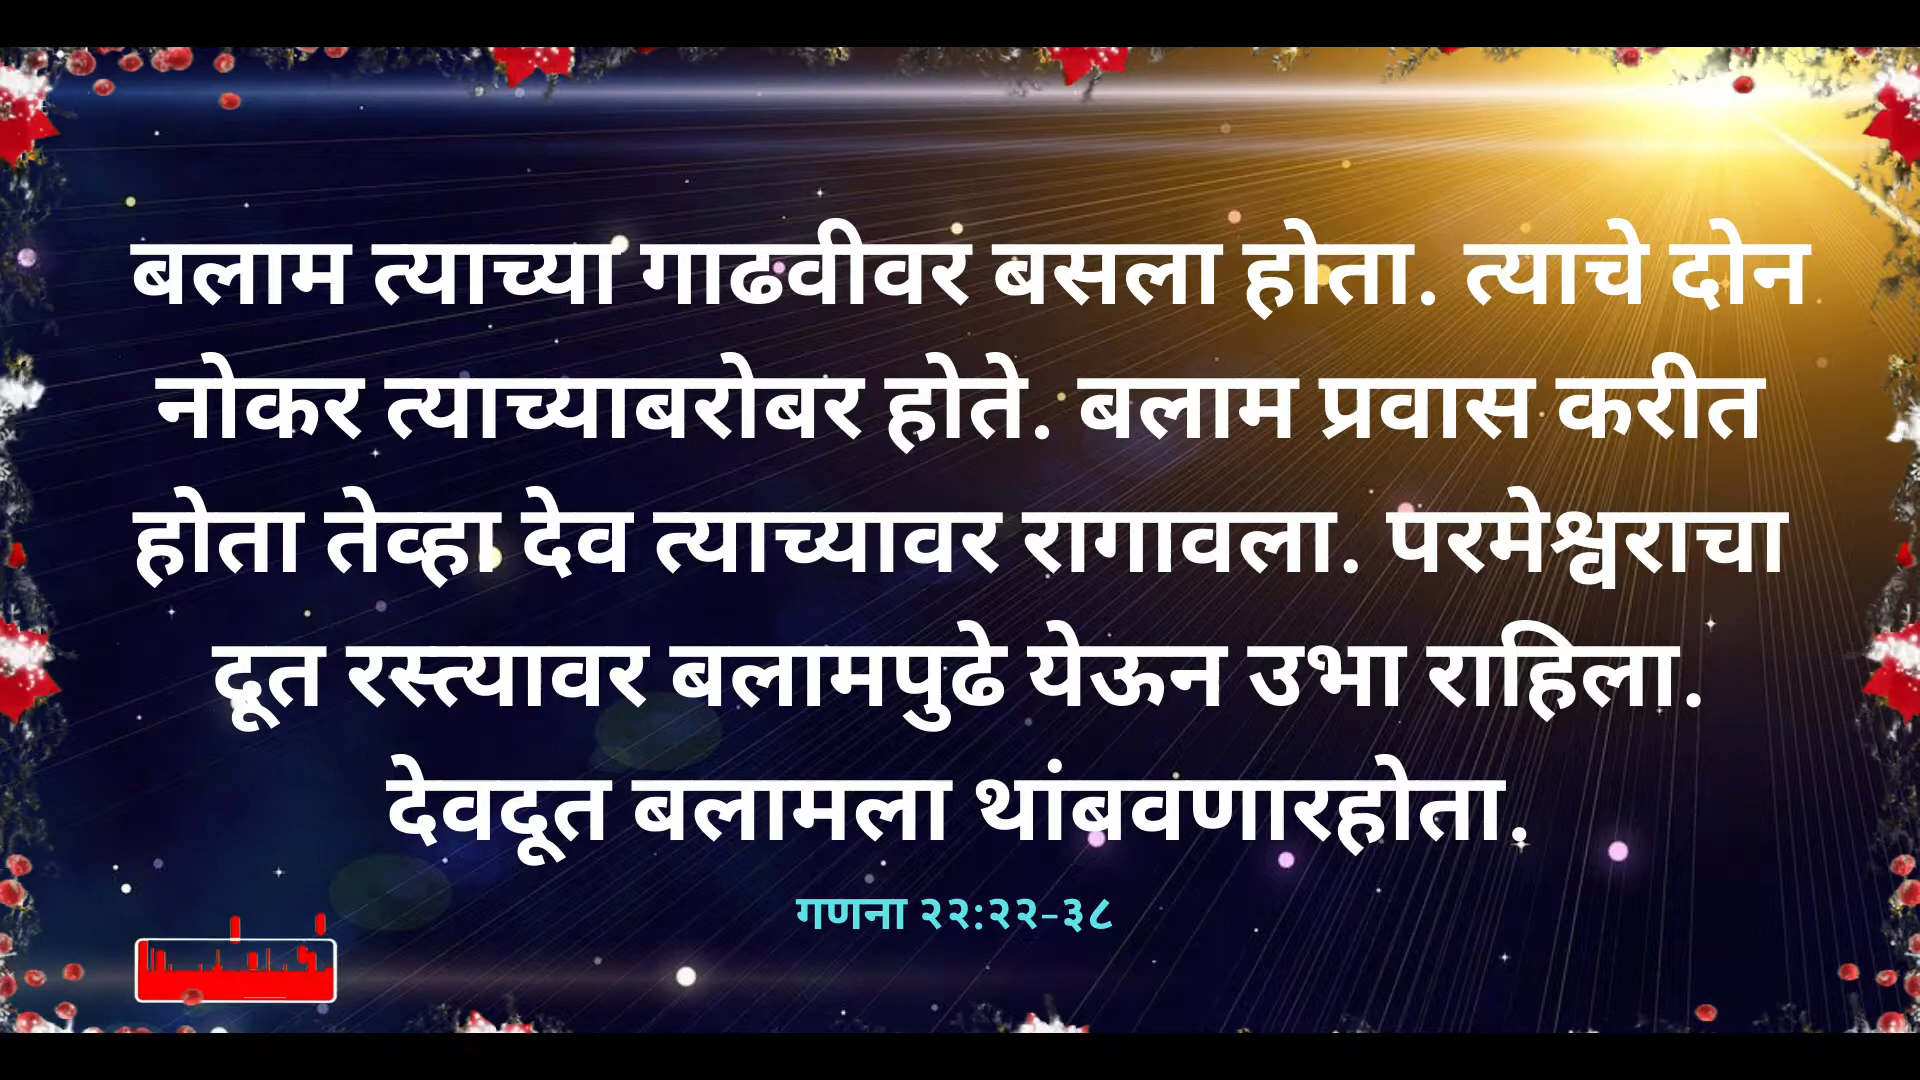 बलाम त्याच्या गाढवीवर बसला होता. त्याचे दोन
नोकर त्याच्याबरोबर होते. बलाम प्रवास करीत
होता तेव्हा देव त्याच्यावर रागावला. परमेश्वराचा
दूत रस्त्यावर बलामपुढे येऊन उभा राहिला.
देवदूत बलामला थांबवणारहोता.
गणना २२:२२-३८